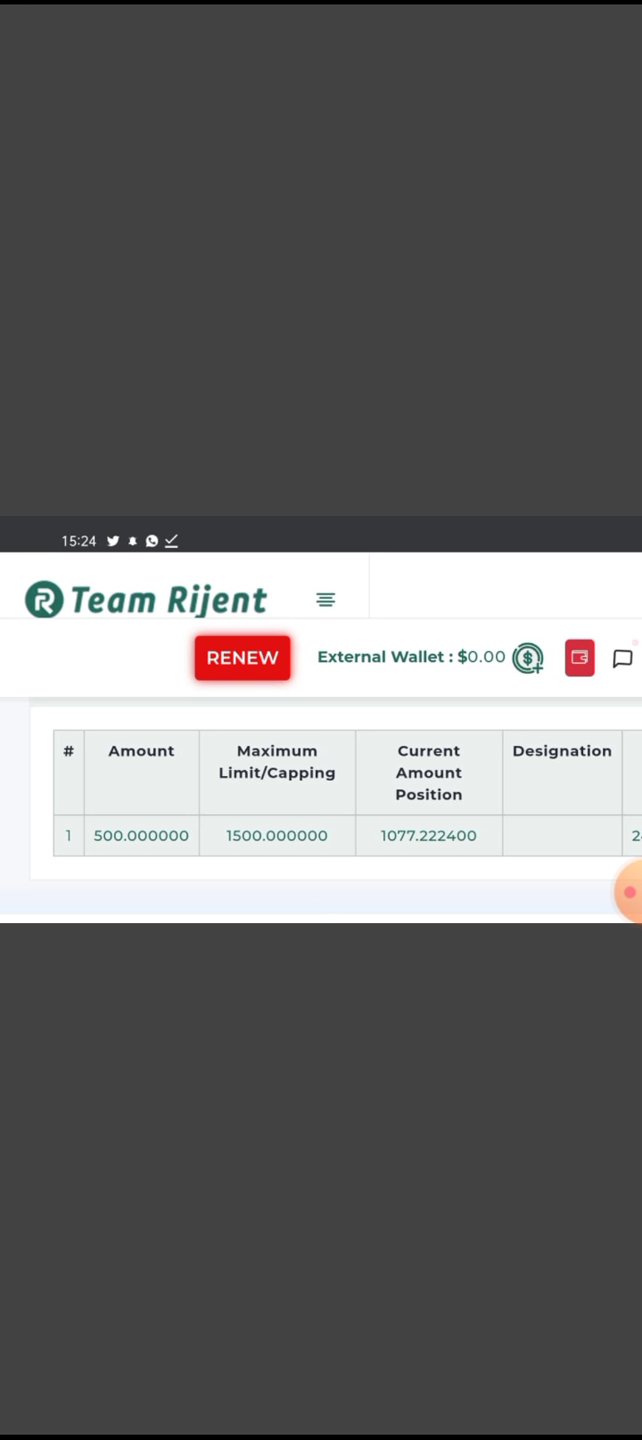 15:24
Team Rijent
RENEW External Wallet : $0.00
# Amount Maximum Limit/Capping Current Amount Position Designation
1 500.000000 1500.000000 1077.222400